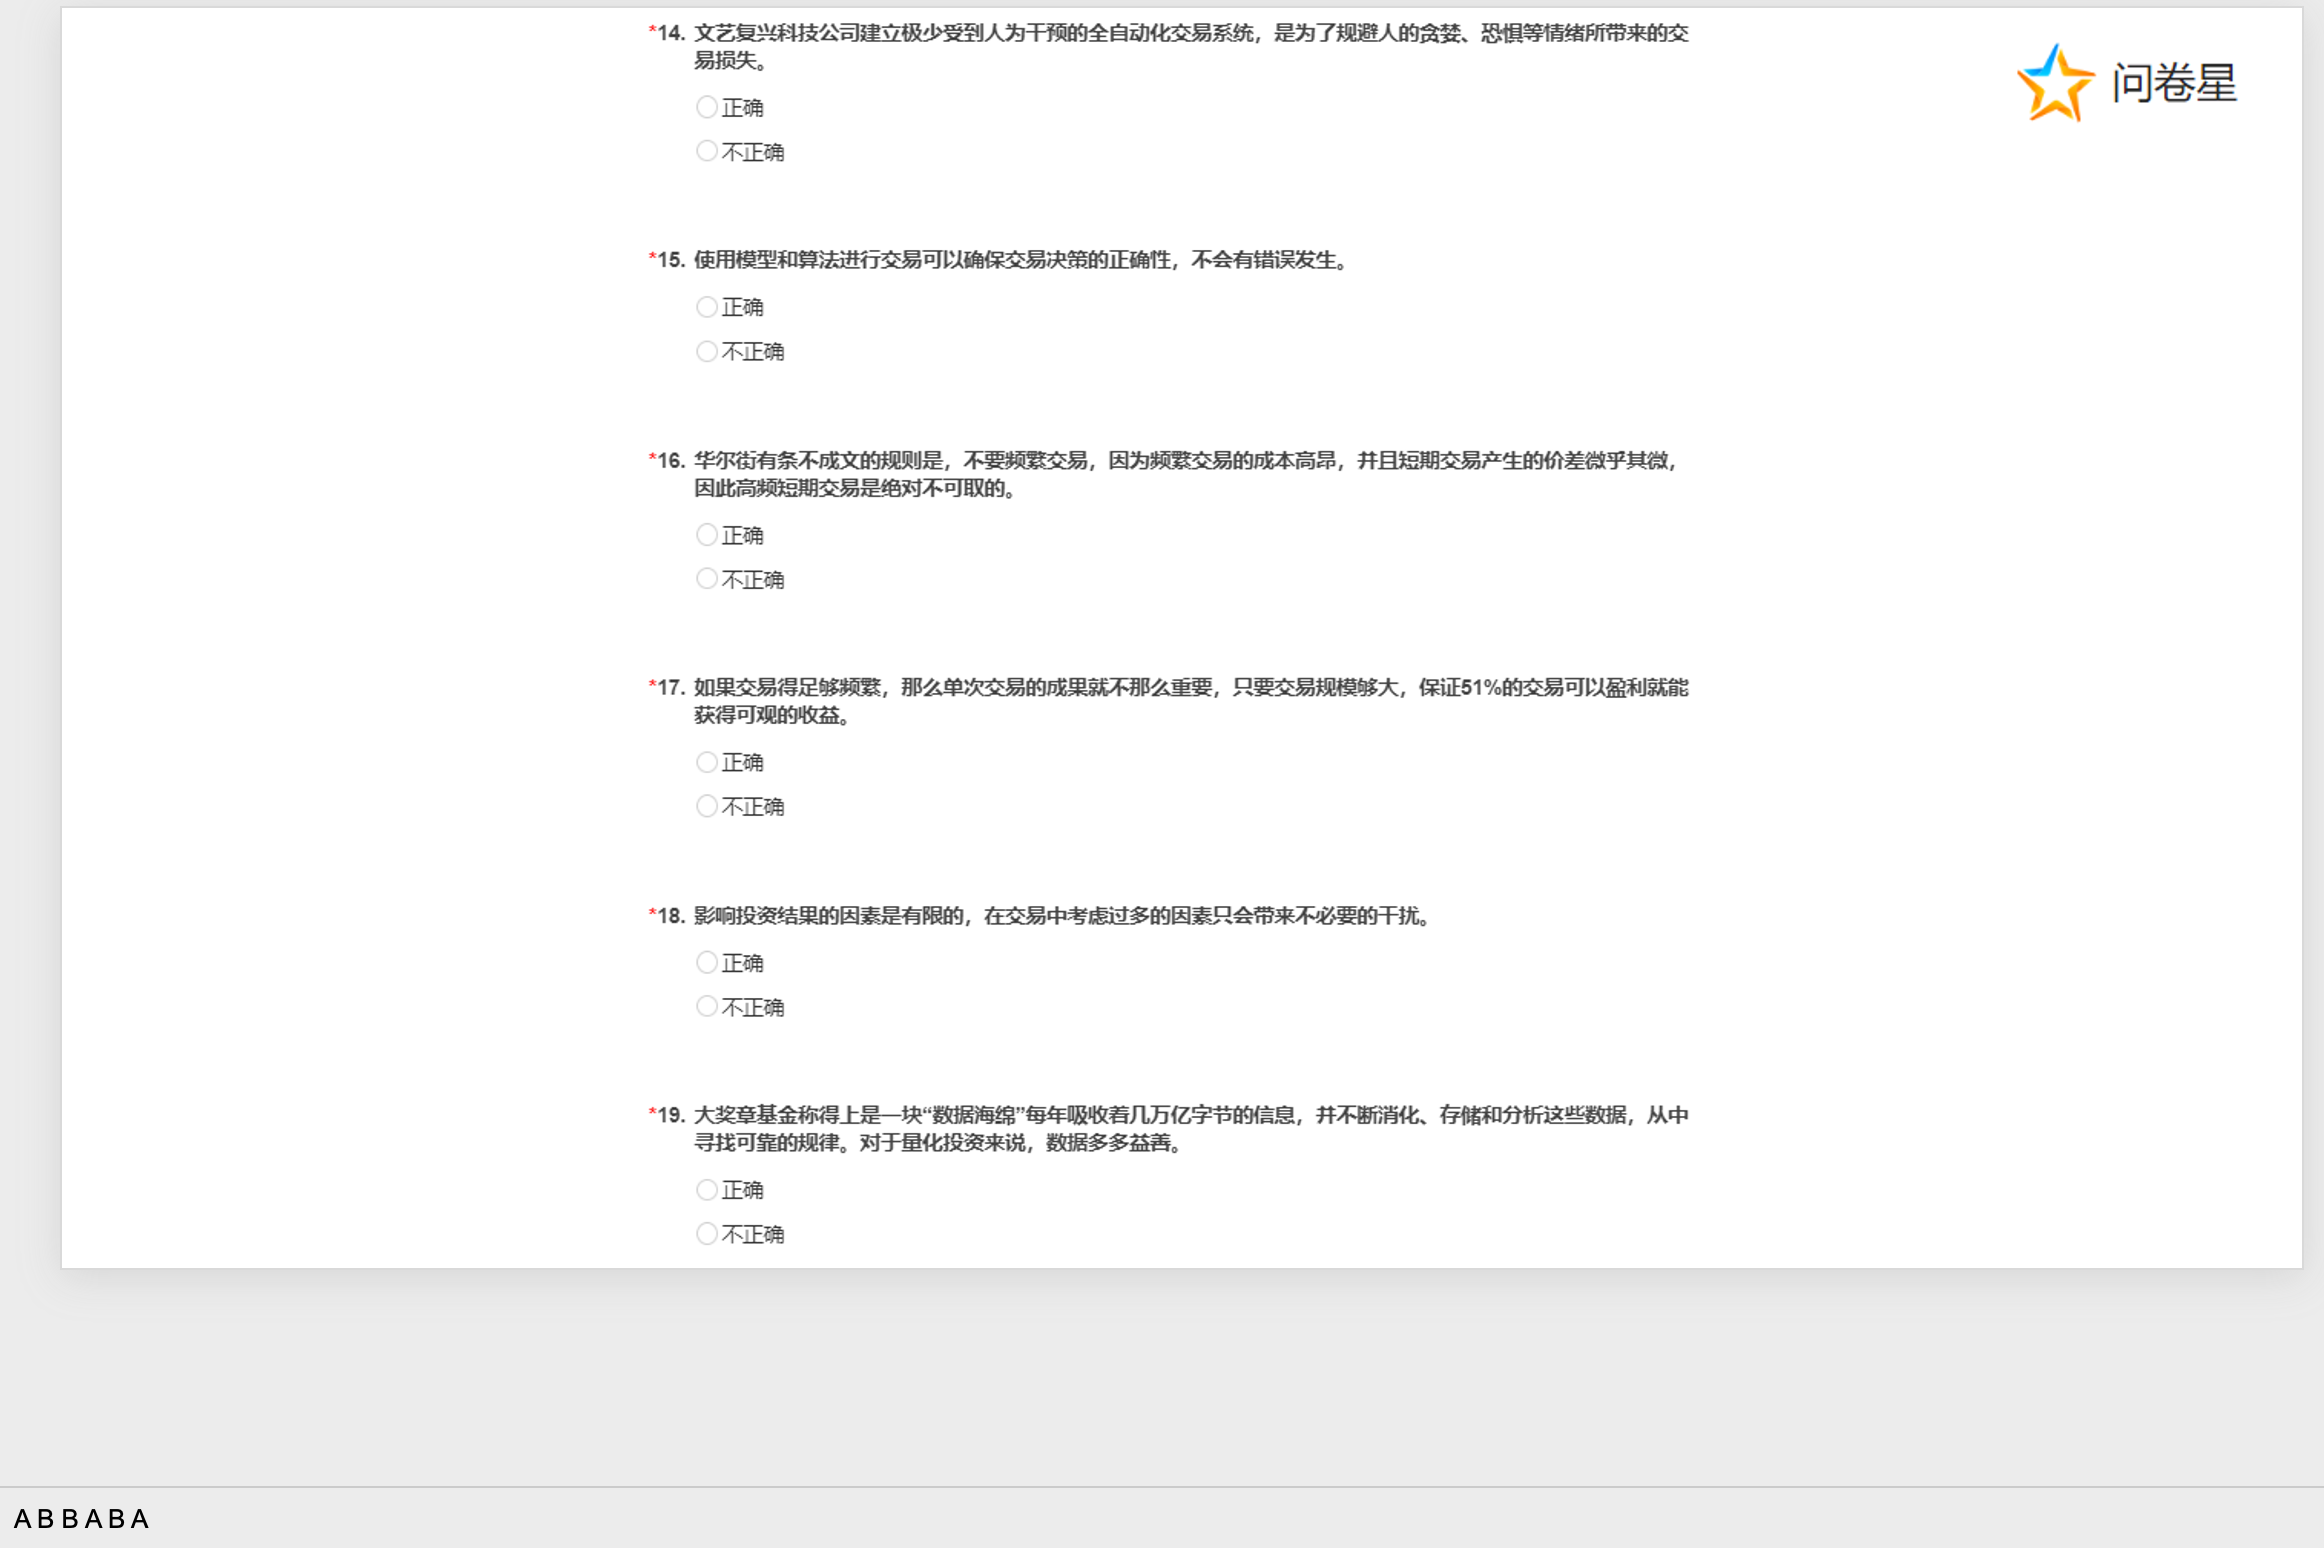 *14. 文艺复兴科技公司建立极少受到人为干预的全自动化交易系统，是为了规避人的贪婪、恐惧等情绪所带来的交
易损失。
问卷星
正确
不正确
*15. 使用模型和算法进行交易可以确保交易决策的正确性，不会有错误发生。
正确
不正确
*16. 华尔街有条不成文的规则是，不要频繁交易，因为频繁交易的成本高昂，并且短期交易产生的价差微乎其微，
因此高频短期交易是绝对不可取的。
正确
不正确
*17. 如果交易得足够频繁，那么单次交易的成果就不那么重要，只要交易规模够大，保证51%的交易可以盈利就能
获得可观的收益。
正确
不正确
*18. 影响投资结果的因素是有限的，在交易中考虑过多的因素只会带来不必要的干扰。
正确
不正确
*19. 大奖章基金称得上是一块“数据海绵”每年吸收着几万亿字节的信息，并不断消化、存储和分析这些数据，从中
寻找可靠的规律。对于量化投资来说，数据多多益善。
正确
不正确
A B B A B A